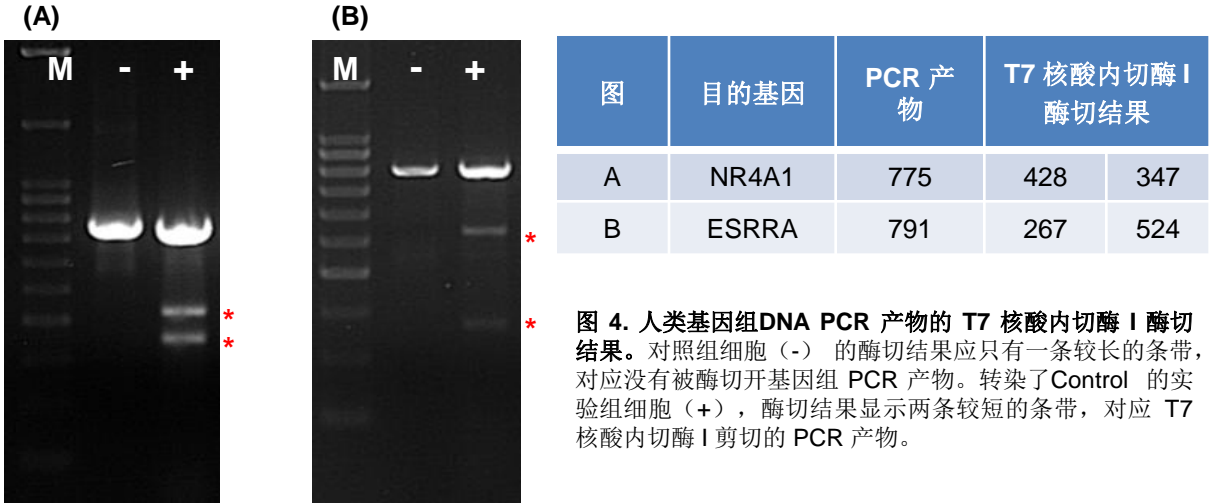 (A)
(B)
M - +
M - +
*
*
*
*
图 目的基因 PCR 产物 T7 核酸内切酶 I 酶切结果
A NR4A1 775 428 347
B ESRRA 791 267 524
图 4. 人类基因组DNA PCR 产物的 T7 核酸内切酶 I 酶切
结果。对照组细胞（-） 的酶切结果应只有一条较长的条带，
对应没有被酶切开基因组 PCR 产物。转染了Control 的实
验组细胞（+），酶切结果显示两条较短的条带，对应 T7
核酸内切酶 I 剪切的 PCR 产物。